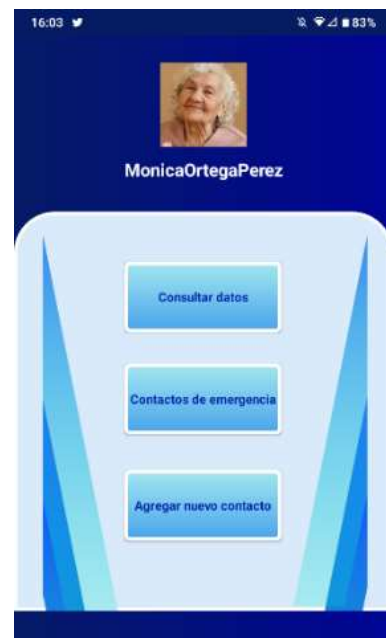 16:03 83%
MonicaOrtegaPerez
Consultar datos
Contactos de emergencia
Agregar nuevo contacto